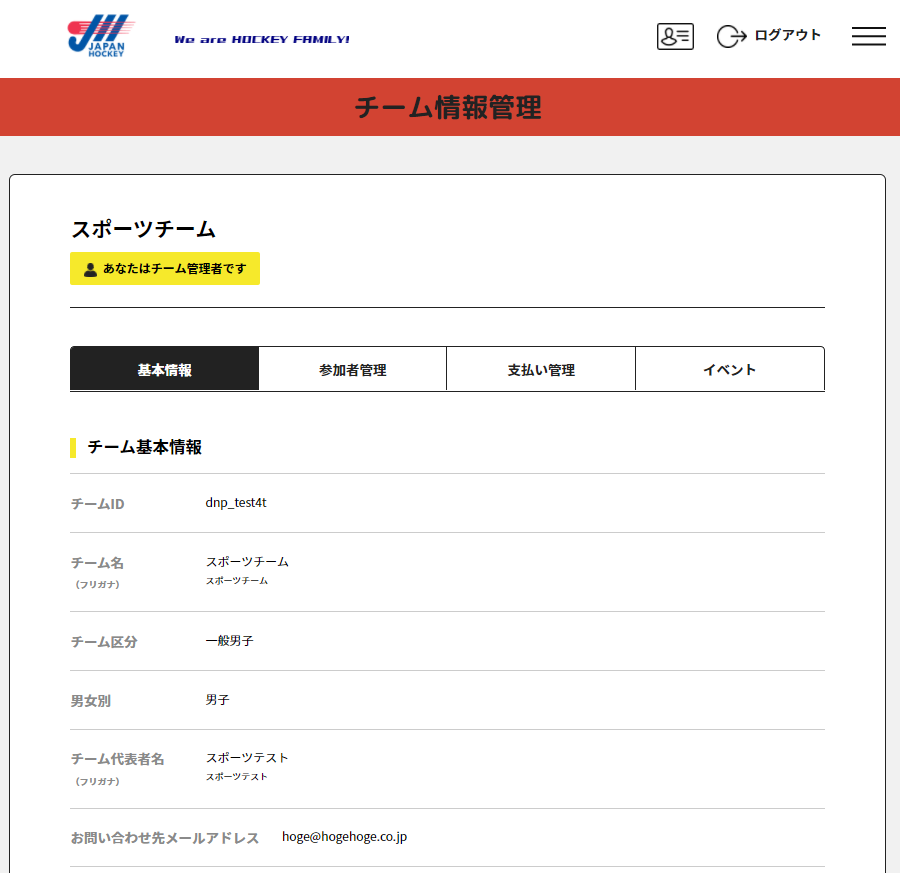 JAPAN
HOCKEY
We are HOCKEY FAMILY!
ログアウト
チーム情報管理
スポーツチーム
あなたはチーム管理者です
基本情報
参加者管理
支払い管理
イベント
チーム基本情報
チームID
dnp_test4t
チーム名
スポーツチーム
（フリガナ）
スポーツチーム
チーム区分
一般男子
男女別
男子
チーム代表者名
スポーツテスト
（フリガナ）
スポーツテスト
お問い合わせ先メールアドレス
hoge@hogehoge.co.jp